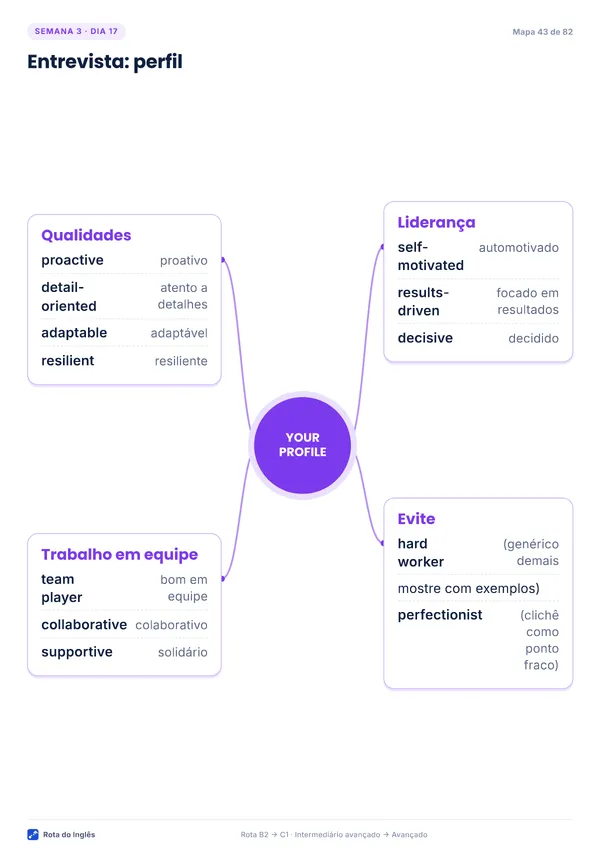 SEMANA 3 · DIA 17
Mapa 43 de 82
Entrevista: perfil
Qualidades
proactive proativo
detail- atento a
oriented detalhes
adaptable adaptável
resilient resiliente
Liderança
self- automotivado
motivated
results- focado em
driven resultados
decisive decidido
YOUR
PROFILE
Trabalho em equipe
team bom em
player equipe
collaborative colaborativo
supportive solidário
Evite
hard (genérico
worker demais
mostre com exemplos)
perfectionist (clichê
como
ponto
fraco)
Rota do Inglês
Rota B2 → C1 · Intermediário avançado → Avançado